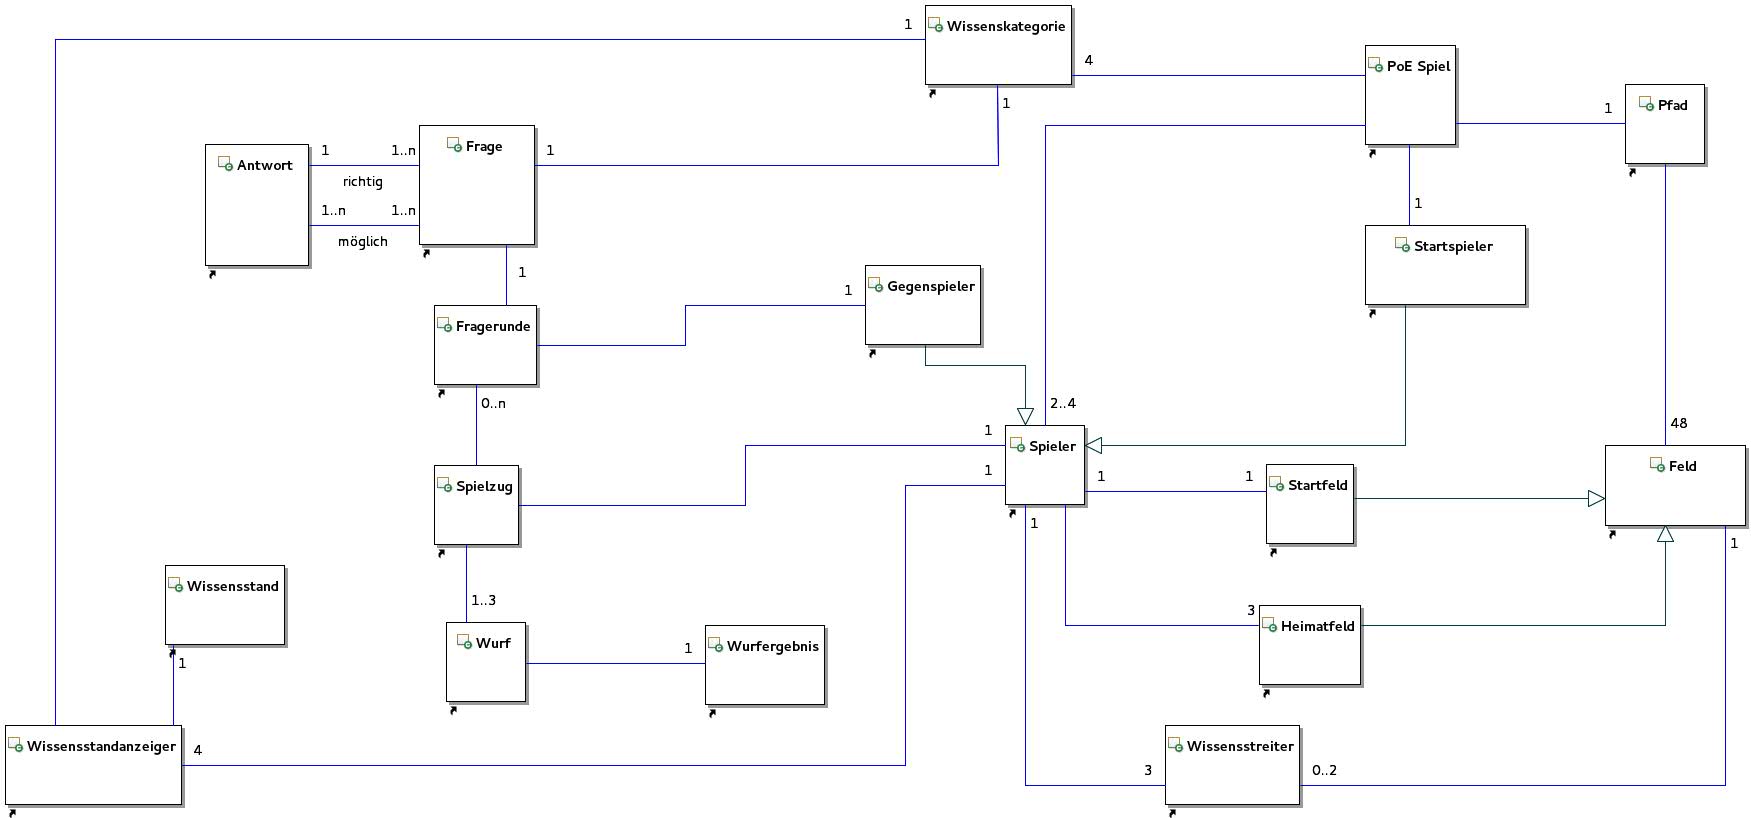 1
Wissenskategorie
4
PoE Spiel
1
1
Pfad
Antwort
1
1..n
richtig
1..n
1..n
möglich
Frage
1
1
Startspieler
1
Gegenspieler
1
Fragerunde
0..n
2..4
48
1
Spieler
1
1
1
Startfeld
Feld
1
1
Spielzug
1..3
Wissensstand
1
Wurf
1
Wurfergebnis
3
Heimatfeld
Wissensstandanzeiger
4
3
Wissensstreiter
0..2